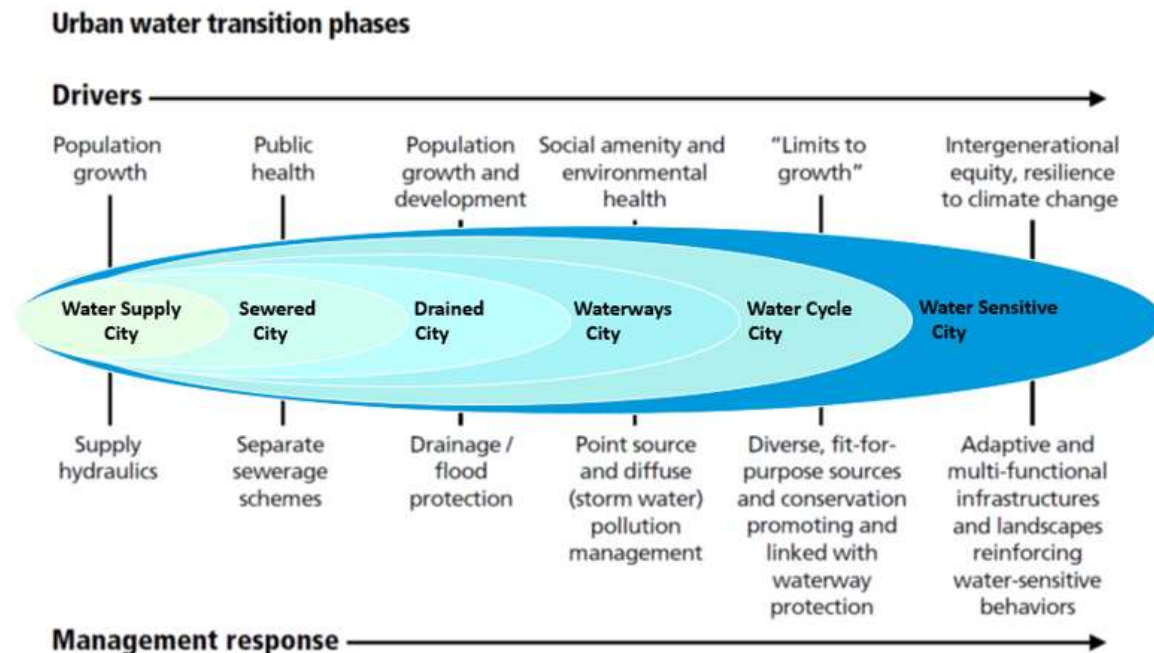 Urban water transition phases
Drivers
Population
growth
Public
health
Population
growth and
development
Social amenity and
environmental
health
“Limits to
growth”
Intergenerational
equity, resilience
to climate change
Water Supply
City
Sewered
City
Drained
City
Waterways
City
Water Cycle
City
Water Sensitive
City
Supply
hydraulics
Separate
sewerage
schemes
Drainage /
flood
protection
Point source
and diffuse
(storm water)
pollution
management
Diverse, fit-for-
purpose sources
and conservation
promoting and
linked with
waterway
protection
Adaptive and
multi-functional
infrastructures
and landscapes
reinforcing
water-sensitive
behaviors
Management response